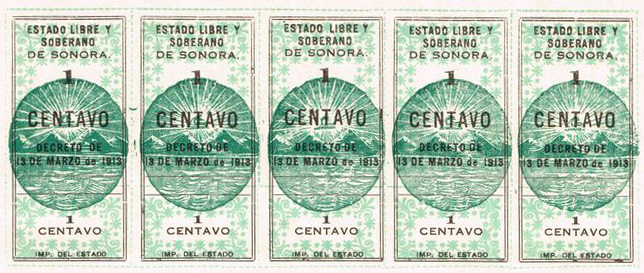 ESTADO LIBRE Y
SOBERANO
DE SONORA.
1
CENTAVO
DECRETO DE
13 DE MARZO de 1913
1
CENTAVO
IMP. DEL ESTADO
ESTADO LIBRE Y
SOBERANO
DE SONORA.
1
CENTAVO
DECRETO DE
13 DE MARZO de 1913
1
CENTAVO
IMP. DEL ESTADO
ESTADO LIBRE Y
SOBERANO
DE SONORA.
1
CENTAVO
DECRETO DE
13 DE MARZO de 1913
1
CENTAVO
IMP. DEL ESTADO
ESTADO LIBRE Y
SOBERANO
DE SONORA.
1
CENTAVO
DECRETO DE
13 DE MARZO de 1913
1
CENTAVO
IMP. DEL ESTADO
ESTADO LIBRE Y
SOBERANO
DE SONORA.
1
CENTAVO
DECRETO DE
13 DE MARZO de 1913
1
CENTAVO
IMP. DEL ESTADO